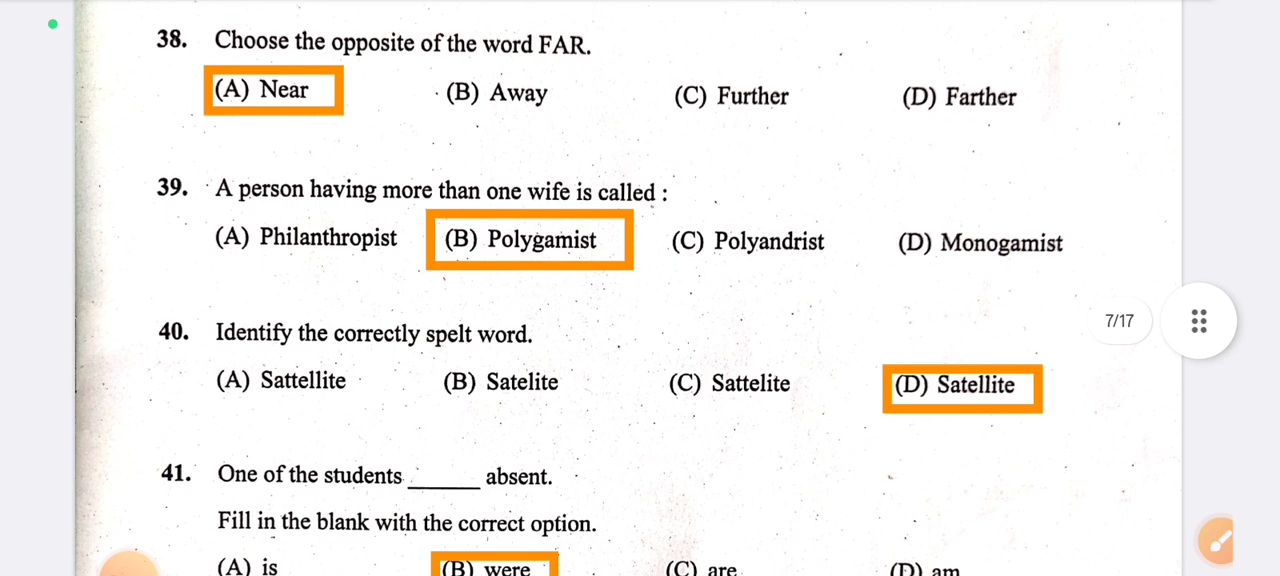 38. Choose the opposite of the word FAR.
(A) Near (B) Away (C) Further (D) Farther
39. A person having more than one wife is called :
(A) Philanthropist (B) Polygamist (C) Polyandrist (D) Monogamist
40. Identify the correctly spelt word.
(A) Sattellite (B) Satelite (C) Sattelite (D) Satellite
7/17
41. One of the students ______ absent.
Fill in the blank with the correct option.
(A) is (B) were (C) are (D) am